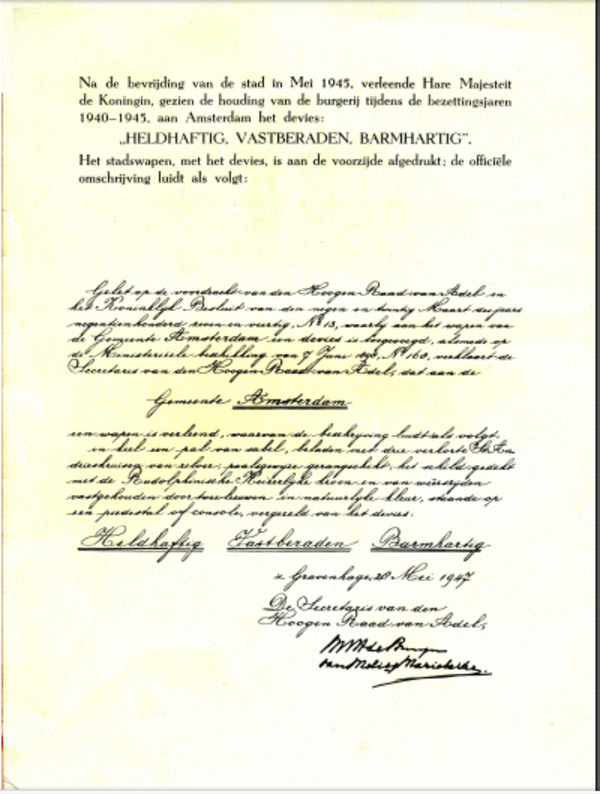 Na de bevrijding van de stad in Mei 1945, verleende Hare Majesteit
de Koningin, gezien de houding van de burgerij tijdens de bezettingsjaren
1940–1945, aan Amsterdam het devies:
„HELDHAFTIG, VASTBERADEN, BARMHARTIG”.
Het stadswapen, met het devies, is aan de voorzijde afgedrukt; de officiële
omschrijving luidt als volgt:
Gelet op de voordracht van den Hoogen Raad van Adel en
het Koninklijk Besluit van den negen en twintig Maart des jaars
negentienhonderd zeven en veertig, No 13, waarbij aan het wapen van
de Gemeente Amsterdam een devies is toegevoegd, alsmede op
de Ministerieele beschikking van 7 Juni No 160, verklaart de
Secretaris van den Hoogen Raad van Adel, dat aan de
Gemeente Amsterdam
een wapen is verleend, waarvan de beschrijving luidt als volgt:
in keel een pal van sabel, beladen met drie verkorte St An-
drieskruisen van zilver, paalsgewijze gerangschikt, het schild gedekt
met de Rudolphinische Keizerlijke kroon en van weerszijden
vastgehouden door twee leeuwen in natuurlijke kleur, staande op
een piedestal of console, vergezeld van het devies:
Heldhaftig Vastberaden Barmhartig
's Gravenhage, 28 Mei 1947
De Secretaris van den
Hoogen Raad van Adel,